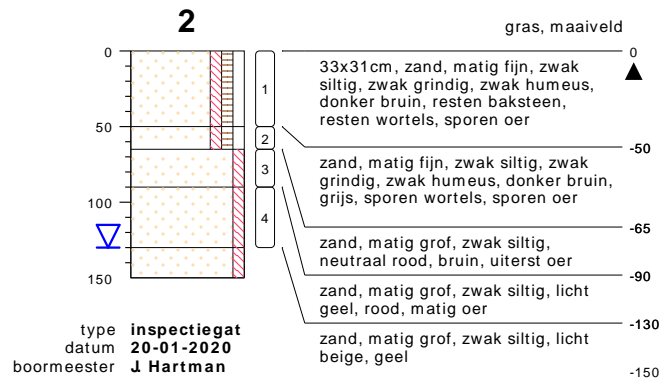 2
gras, maaiveld
0
50
100
150
1
2
3
4
0
33x31cm, zand, matig fijn, zwak
siltig, zwak grindig, zwak humeus,
donker bruin, resten baksteen,
resten wortels, sporen oer
-50
zand, matig fijn, zwak siltig, zwak
grindig, zwak humeus, donker bruin,
grijs, sporen wortels, sporen oer
-65
zand, matig grof, zwak siltig,
neutraal rood, bruin, uiterst oer
-90
zand, matig grof, zwak siltig, licht
geel, rood, matig oer
-130
zand, matig grof, zwak siltig, licht
beige, geel
-150
type inspectiegat
datum 20-01-2020
boormeester J. Hartman